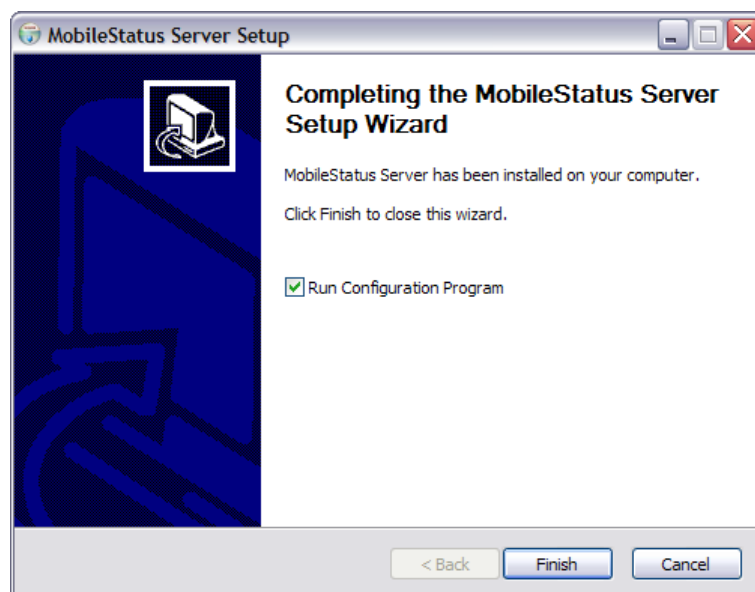 MobileStatus Server Setup
Completing the MobileStatus Server
Setup Wizard
MobileStatus Server has been installed on your computer.
Click Finish to close this wizard.
Run Configuration Program
< Back
Finish
Cancel